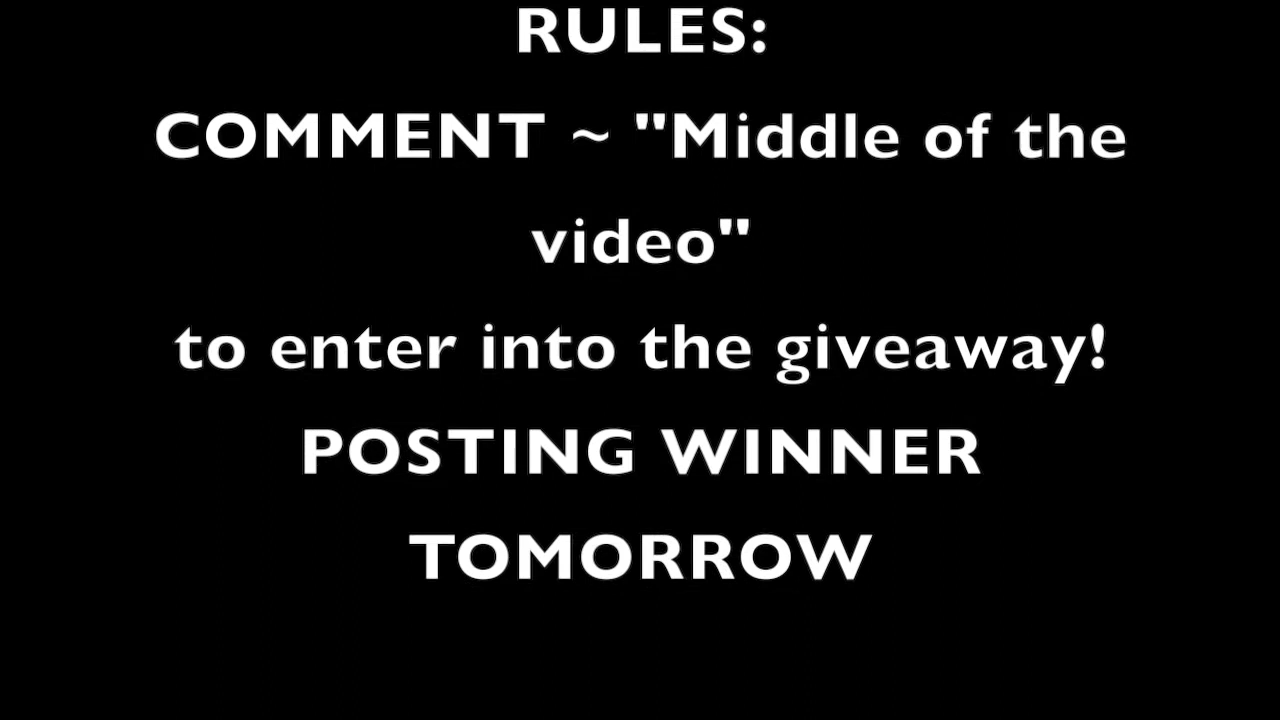 RULES:
COMMENT ~ "Middle of the
video"
to enter into the giveaway!
POSTING WINNER
TOMORROW